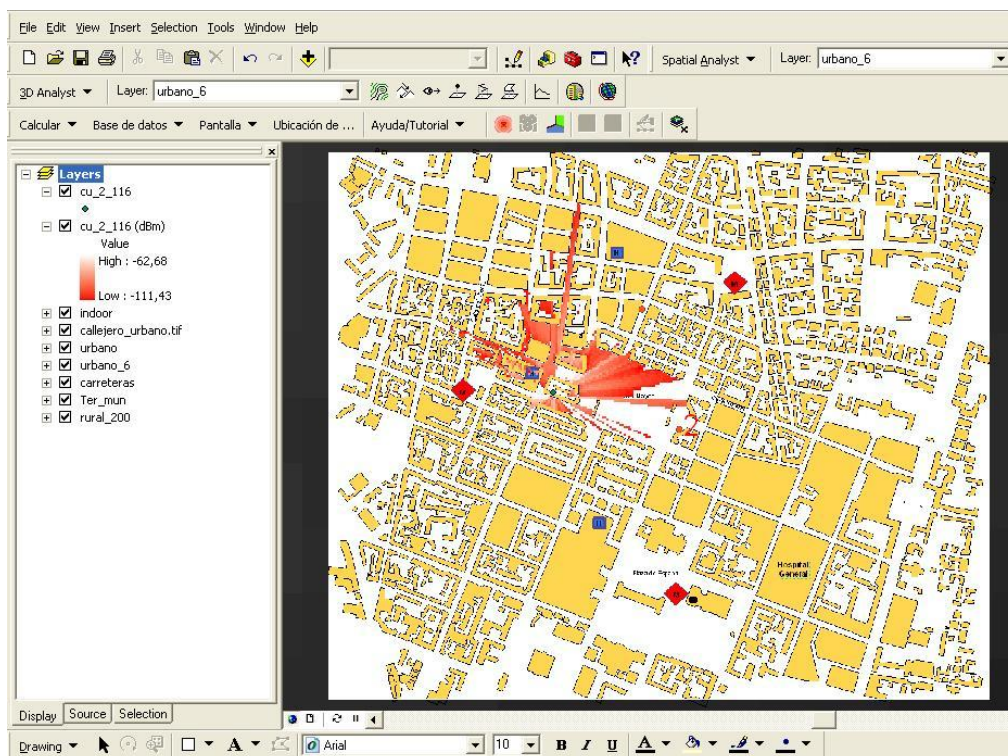 File Edit View Insert Selection Tools Window Help
Spatial Analyst Layer: urbano_6
3D Analyst Layer: urbano_6
Calcular Base de datos Pantalla Ubicación de ... Ayuda/Tutorial
Layers
cu_2_116
cu_2_116 (dBm)
Value
High : -62,68
Low : -111,43
indoor
callejero_urbano.tif
urbano
urbano_6
carreteras
Ter_mun
rural_200
Hospital
General
Display Source Selection
Drawing A Arial 10 B I U A